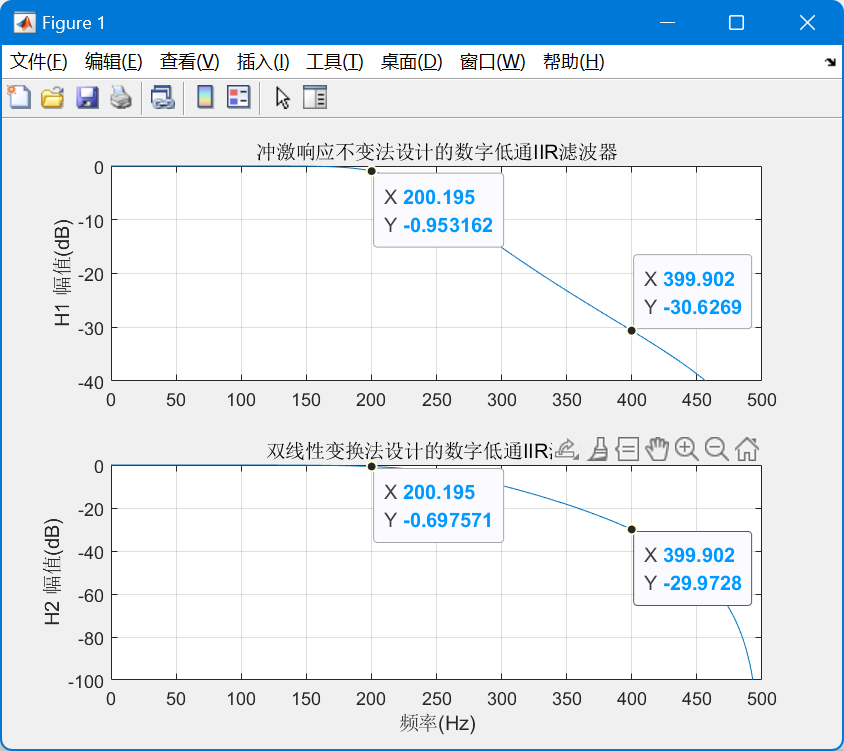 Figure 1
文件(F) 编辑(E) 查看(V) 插入(I) 工具(T) 桌面(D) 窗口(W) 帮助(H)
冲激响应不变法设计的数字低通IIR滤波器
H1 幅值(dB)
0
-10
-20
-30
-40
X 200.195
Y -0.953162
X 399.902
Y -30.6269
0 50 100 150 200 250 300 350 400 450 500
双线性变换法设计的数字低通IIR
H2 幅值(dB)
0
-20
-40
-60
-80
-100
X 200.195
Y -0.697571
X 399.902
Y -29.9728
0 50 100 150 200 250 300 350 400 450 500
频率(Hz)